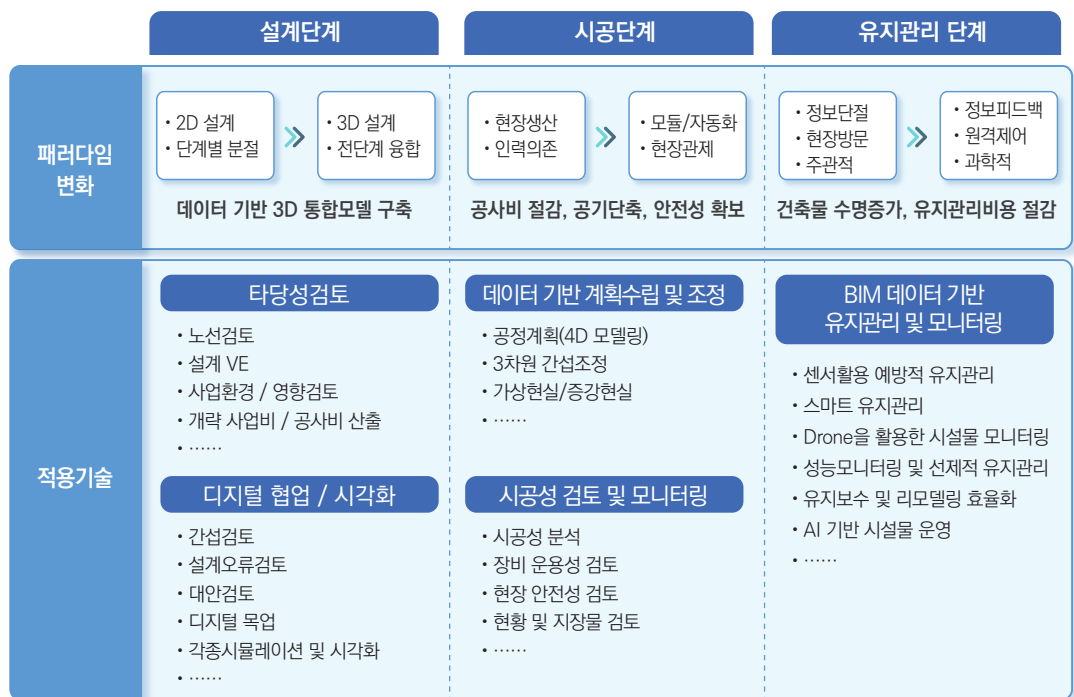 설계단계
시공단계
유지관리 단계
패러다임
변화
· 2D 설계
· 단계별 분절
· 3D 설계
· 전단계 융합
데이터 기반 3D 통합모델 구축
· 현장생산
· 인력의존
· 모듈/자동화
· 현장관제
공사비 절감, 공기단축, 안전성 확보
· 정보단절
· 현장방문
· 주관적
· 정보피드백
· 원격제어
· 과학적
건축물 수명증가, 유지관리비용 절감
적용기술
타당성검토
· 노선검토
· 설계 VE
· 사업환경 / 영향검토
· 개략 사업비 / 공사비 산출
· ······
디지털 협업 / 시각화
· 간섭검토
· 설계오류검토
· 대안검토
· 디지털 목업
· 각종시뮬레이션 및 시각화
· ······
데이터 기반 계획수립 및 조정
· 공정계획(4D 모델링)
· 3차원 간섭조정
· 가상현실/증강현실
· ······
시공성 검토 및 모니터링
· 시공성 분석
· 장비 운용성 검토
· 현장 안전성 검토
· 현황 및 지장물 검토
· ······
BIM 데이터 기반
유지관리 및 모니터링
· 센서활용 예방적 유지관리
· 스마트 유지관리
· Drone을 활용한 시설물 모니터링
· 성능모니터링 및 선제적 유지관리
· 유지보수 및 리모델링 효율화
· AI 기반 시설물 운영
· ······